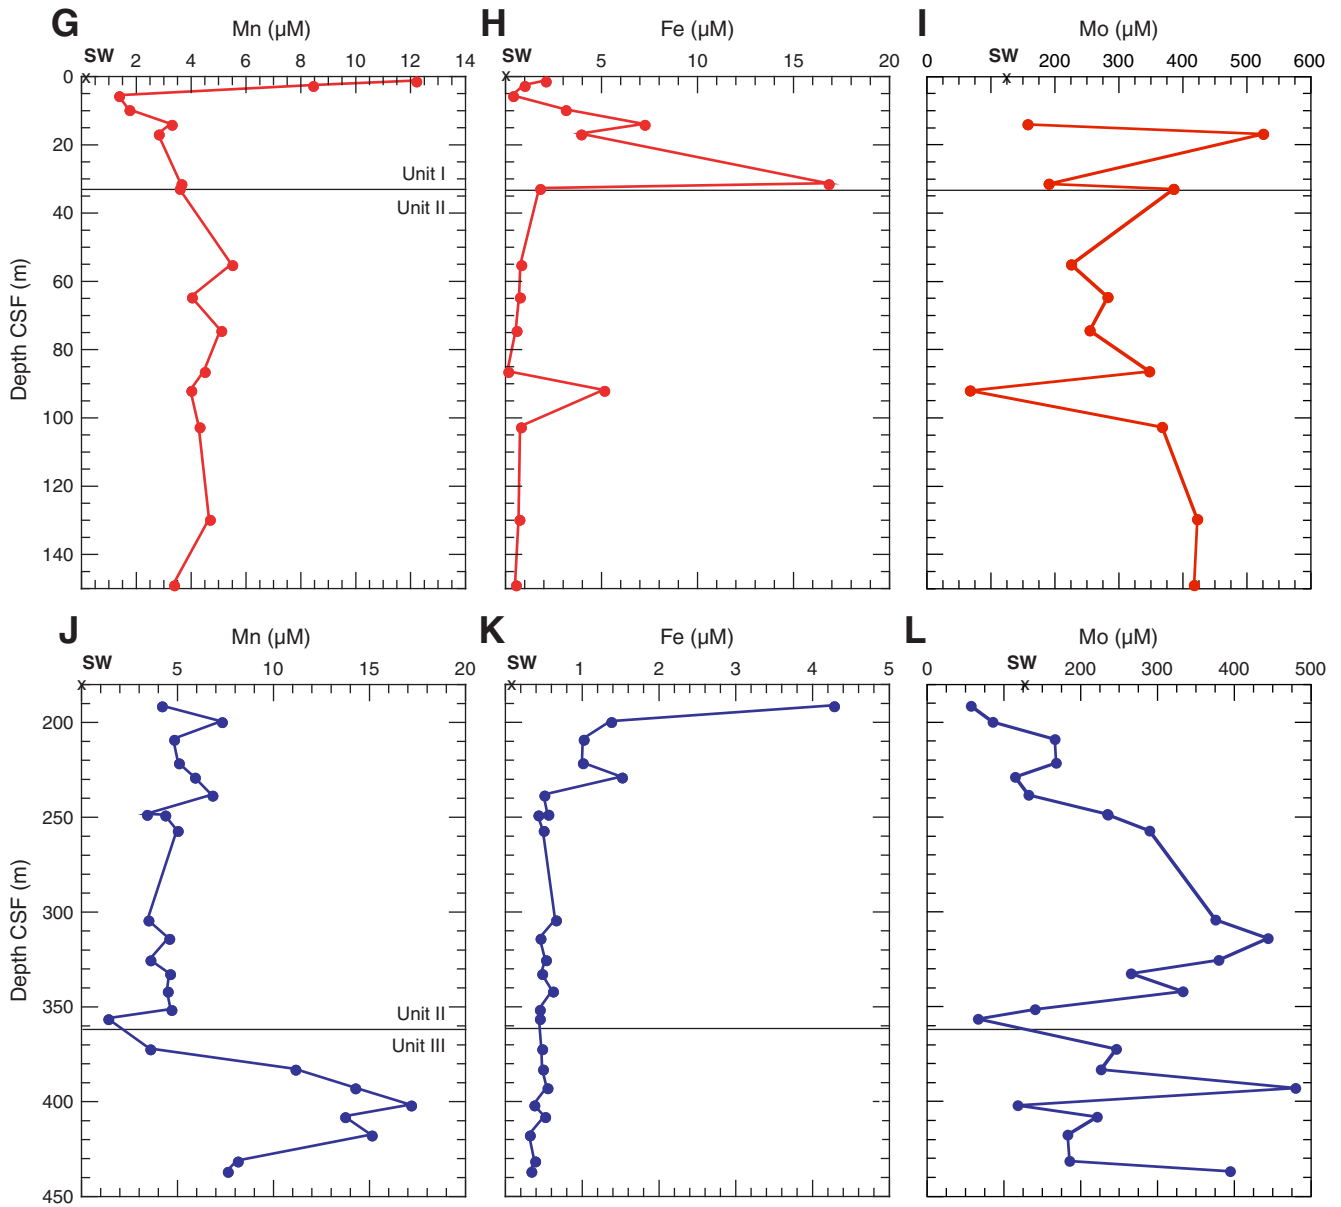 G Mn (µM) H Fe (µM) I Mo (µM)
SW 2 4 6 8 10 12 14 SW 5 10 15 20 0 SW 200 300 400 500 600
x x x
0
20
40
60
80
100
120
140
Depth CSF (m)
Unit I
Unit II
J Mn (µM) K Fe (µM) L Mo (µM)
SW 5 10 15 20 SW 1 2 3 4 5 0 SW 200 300 400 500
x x x
200
250
300
350
400
450
Depth CSF (m)
Unit II
Unit III